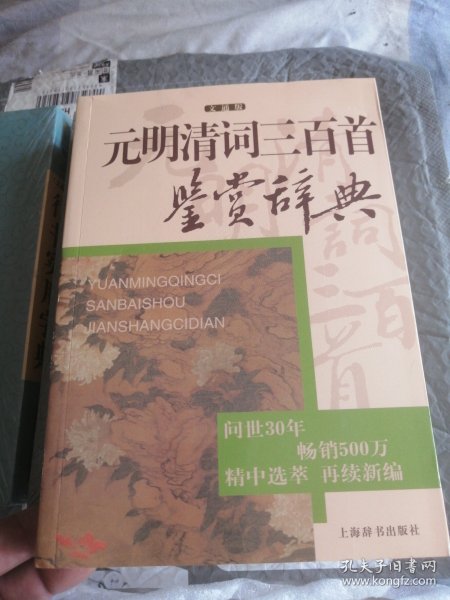 文通版
元明清词三百首
鉴赏辞典
YUANMINGQINGCI
SANBAISHOU
JIANSHANGCIDIAN
问世30年
畅销500万
精中选萃 再续新编
上海辞书出版社
孔夫子旧书网
www.kongfz.com